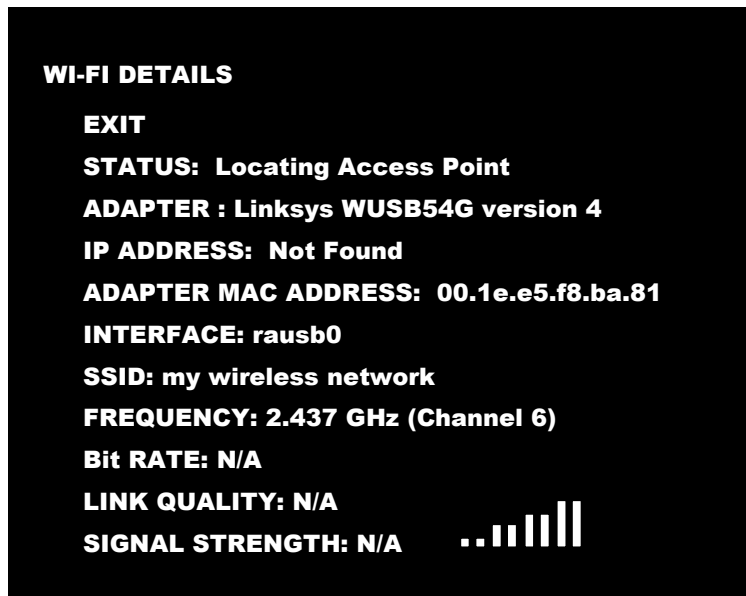 WI-FI DETAILS
EXIT
STATUS:  Locating Access Point
ADAPTER : Linksys WUSB54G version 4
IP ADDRESS:  Not Found
ADAPTER MAC ADDRESS:  00.1e.e5.f8.ba.81
INTERFACE: rausb0
SSID: my wireless network
FREQUENCY: 2.437 GHz (Channel 6)
Bit RATE: N/A
LINK QUALITY: N/A
SIGNAL STRENGTH: N/A